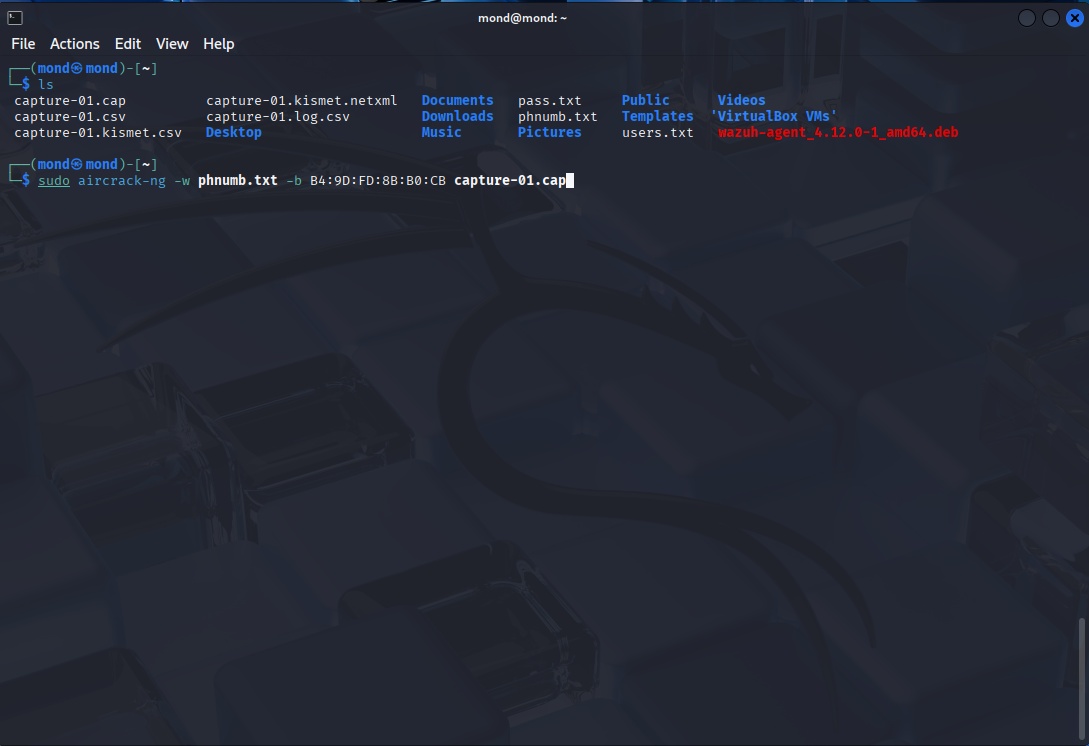 mond@mond: ~
File Actions Edit View Help
┌──(mond㉿mond)-[~]
└─$ ls
capture-01.cap capture-01.kismet.netxml Documents pass.txt Public Videos
capture-01.csv capture-01.log.csv Downloads phnumb.txt Templates 'VirtualBox VMs'
capture-01.kismet.csv Desktop Music Pictures users.txt wazuh-agent_4.12.0-1_amd64.deb
┌──(mond㉿mond)-[~]
└─$ sudo aircrack-ng -w phnumb.txt -b B4:9D:FD:8B:B0:CB capture-01.cap